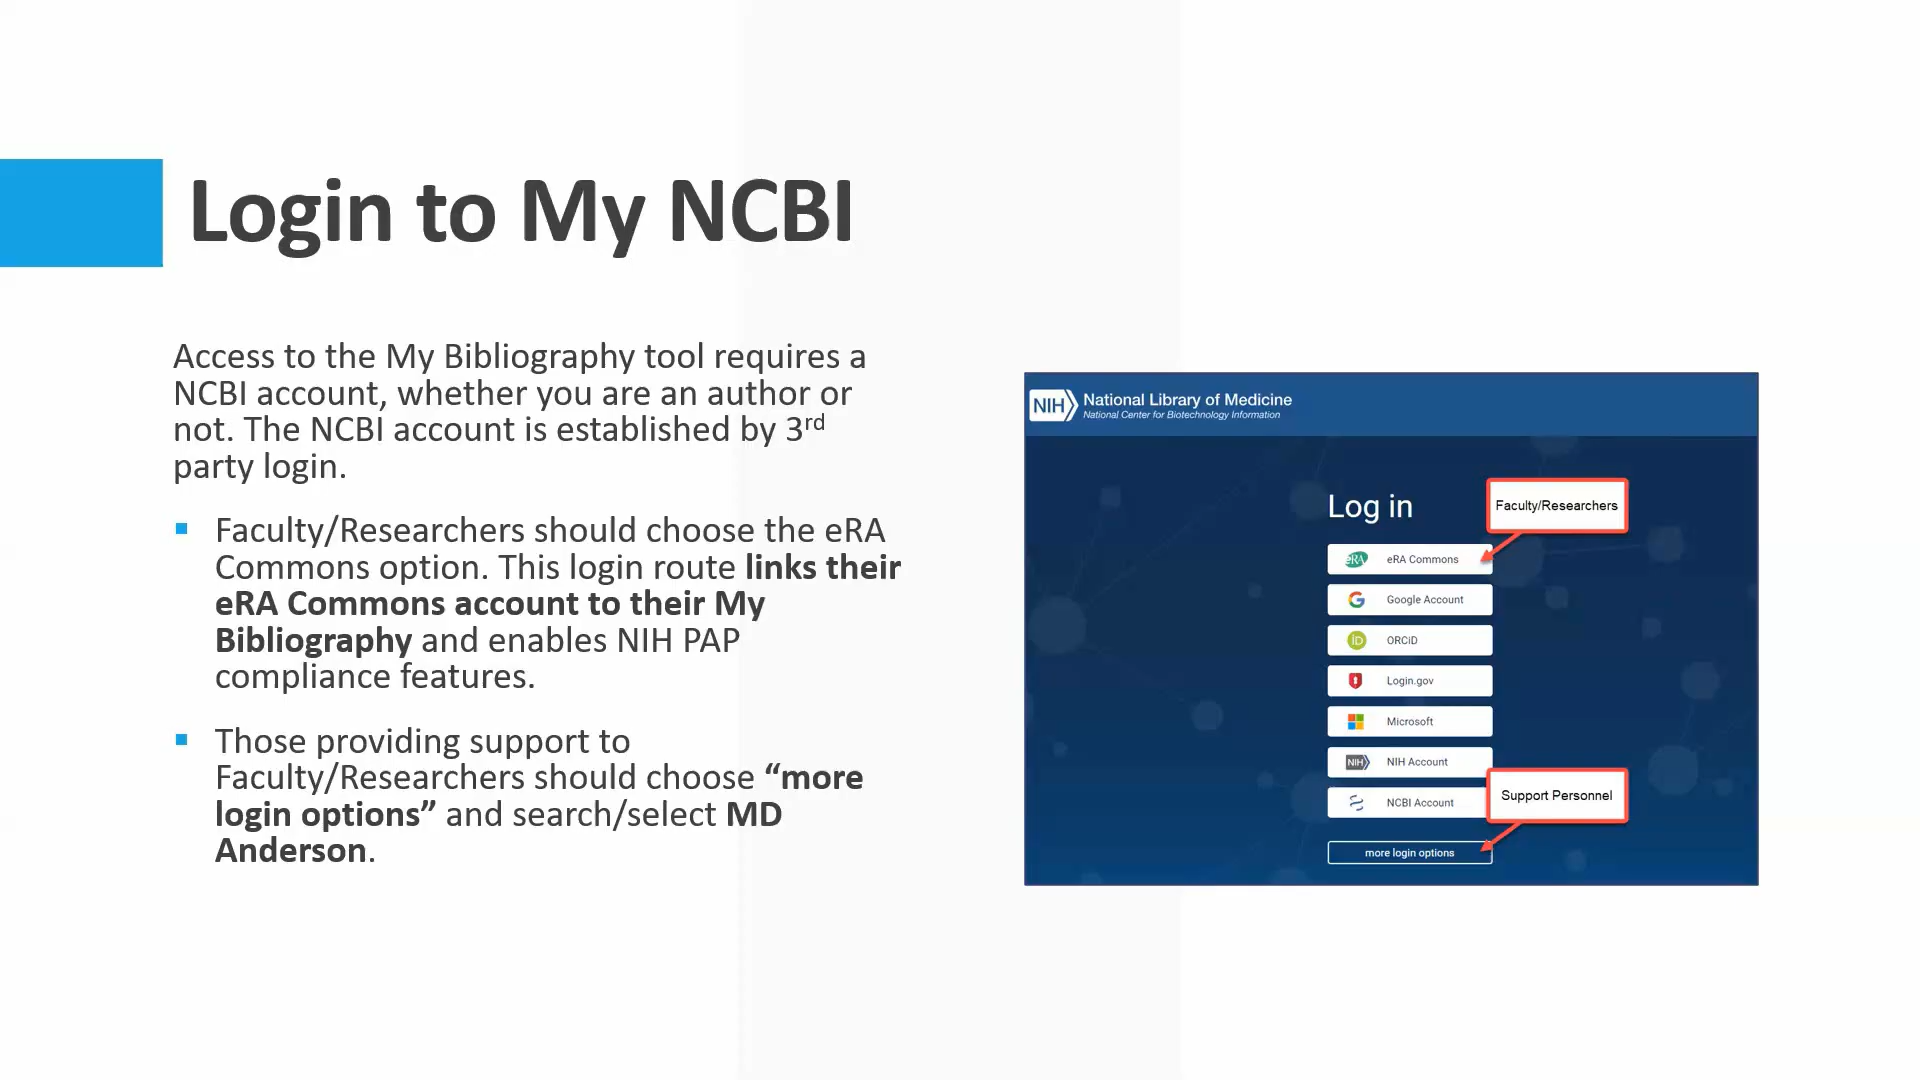 Login to My NCBI
Access to the My Bibliography tool requires a
NCBI account, whether you are an author or
not. The NCBI account is established by 3rd
party login.
Faculty/Researchers should choose the eRA
Commons option. This login route links their
eRA Commons account to their My
Bibliography and enables NIH PAP
compliance features.
Those providing support to
Faculty/Researchers should choose “more
login options” and search/select MD
Anderson.
NIH National Library of Medicine
National Center for Biotechnology Information
Log in
Faculty/Researchers
eRA eRA Commons
Google Account
iD ORCiD
Login.gov
Microsoft
NIH NIH Account
NCBI Account
Support Personnel
more login options